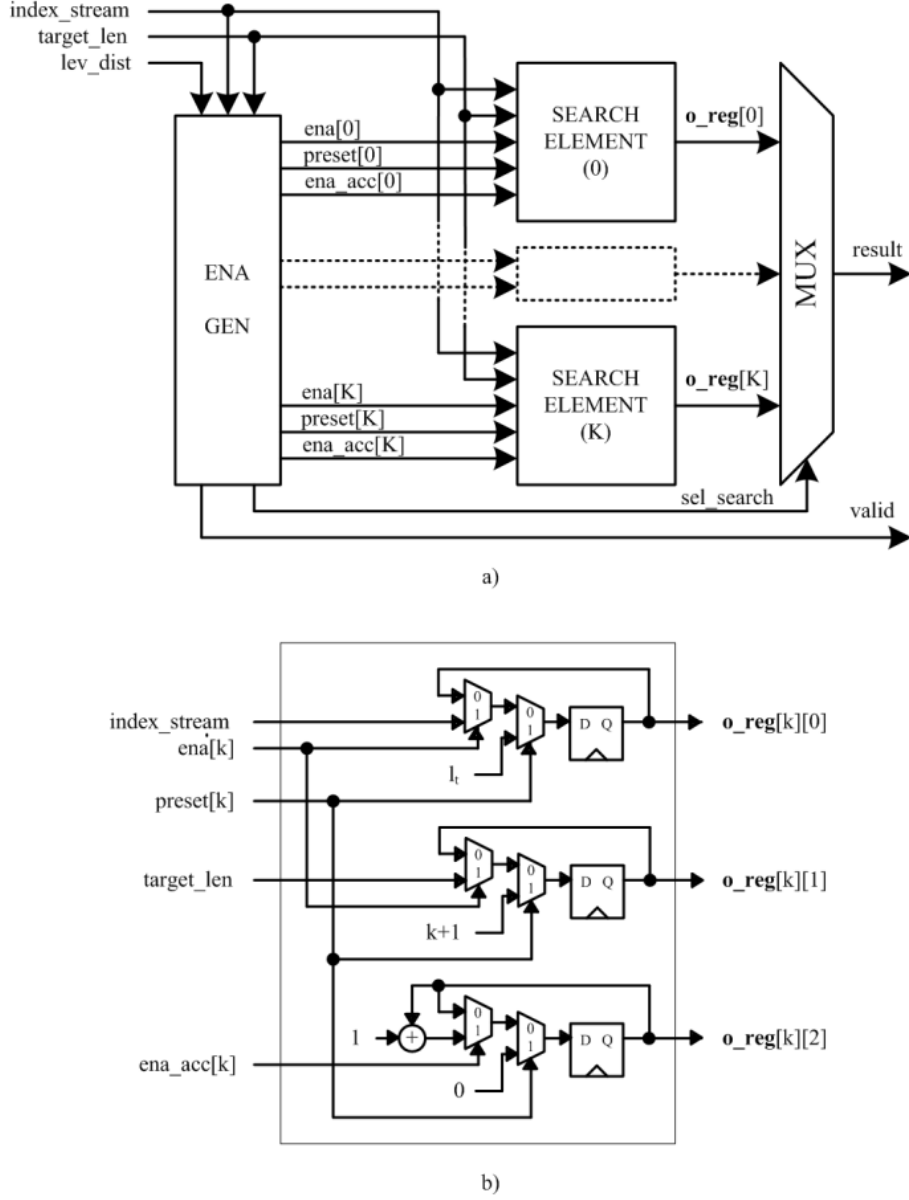 index_stream
target_len
lev_dist
ena[0]
preset[0]
ena_acc[0]
SEARCH
ELEMENT
(0)
o_reg[0]
ENA
GEN
MUX
result
ena[K]
preset[K]
ena_acc[K]
SEARCH
ELEMENT
(K)
o_reg[K]
sel_search
valid
a)
index_stream
ena[k]
preset[k]
0
1
0
1
l_t
D Q
o_reg[k][0]
target_len
0
1
0
1
k+1
D Q
o_reg[k][1]
1
+
ena_acc[k]
0
1
0
1
0
D Q
o_reg[k][2]
b)